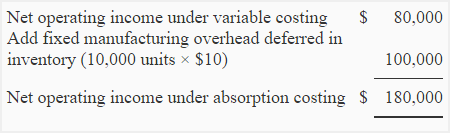 Net operating income under variable costing $ 80,000
Add fixed manufacturing overhead deferred in
inventory (10,000 units × $10) 100,000
Net operating income under absorption costing $ 180,000